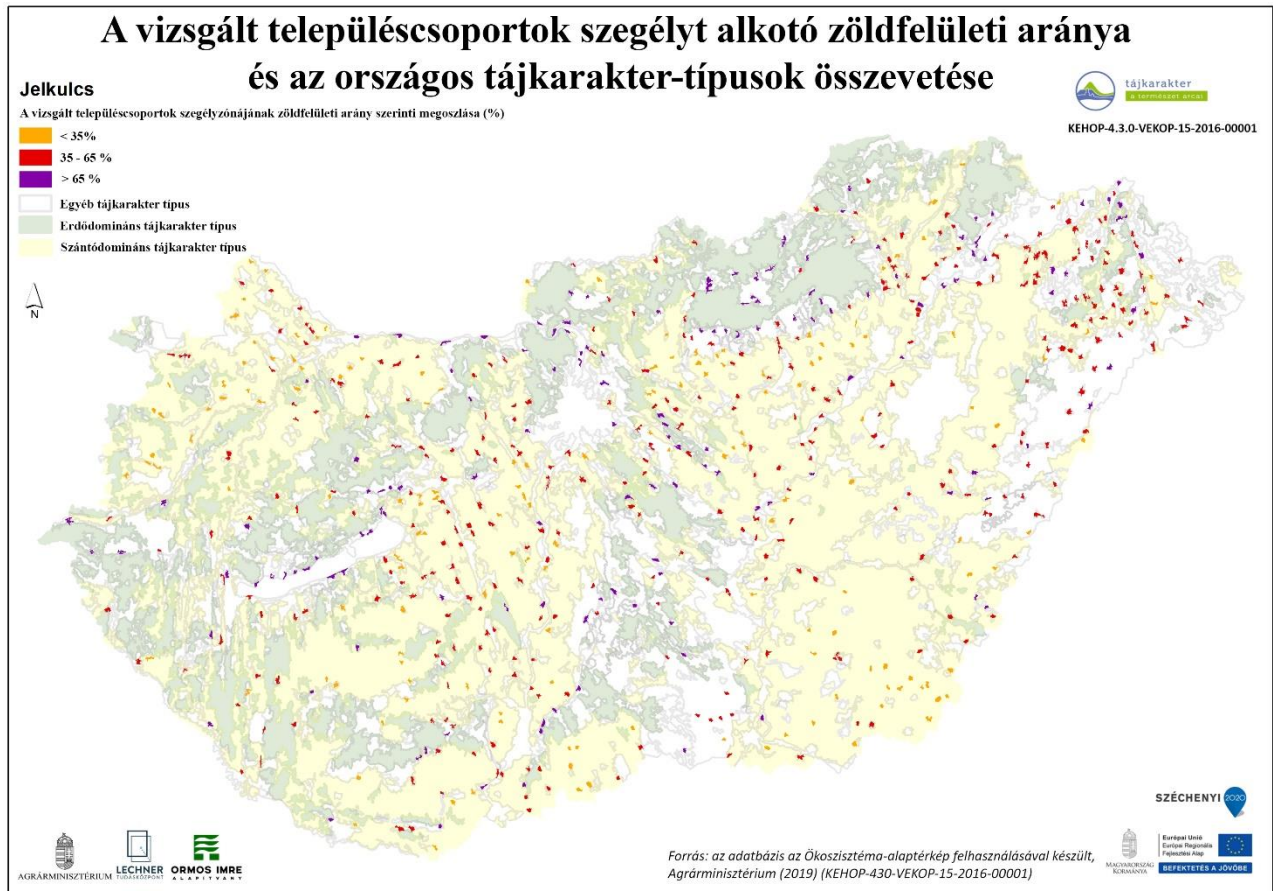 A vizsgált településcsoportok szegélyt alkotó zöldfelületi aránya
és az országos tájkarakter-típusok összevetése
Jelkulcs
A vizsgált településcsoportok szegélyzónájának zöldfelületi arány szerinti megoszlása (%)
< 35%
35 - 65 %
> 65 %
Egyéb tájkarakter típus
Erdődomináns tájkarakter típus
Szántódomináns tájkarakter típus
N
tájkarakter
a természet arcai
KEHOP-4.3.0-VEKOP-15-2016-00001
AGRÁRMINISZTÉRIUM
LECHNER
TUDÁSKÖZPONT
ORMOS IMRE
ALAPÍTVÁNY
Forrás: az adatbázis az Ökoszisztéma-alaptérkép felhasználásával készült,
Agrárminisztérium (2019) (KEHOP-430-VEKOP-15-2016-00001)
SZÉCHENYI 2020
MAGYARORSZÁG
KORMÁNYA
Európai Unió
Európai Regionális
Fejlesztési Alap
BEFEKTETÉS A JÖVŐBE